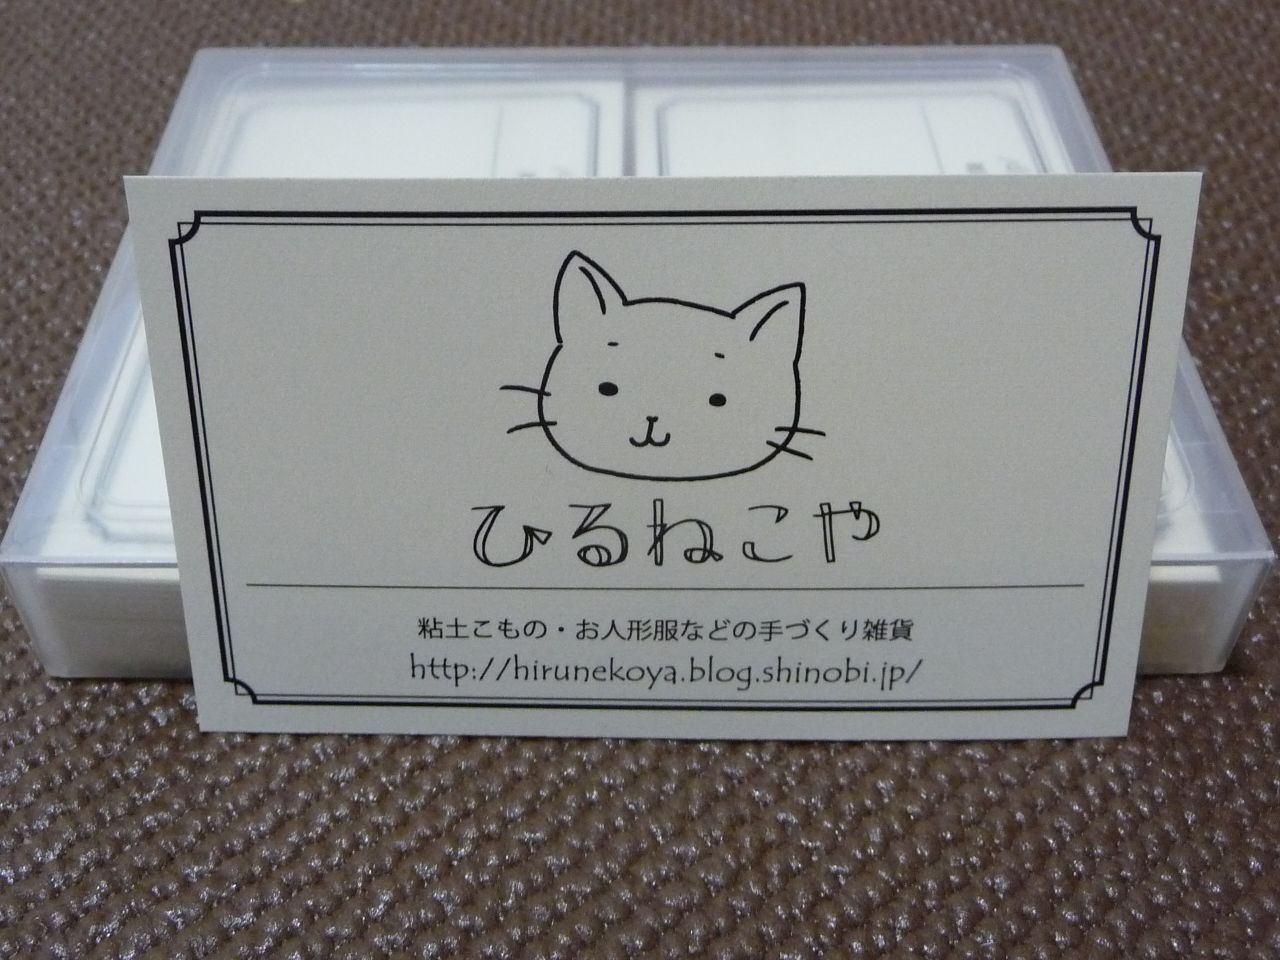 ひるねこや
粘土こもの・お人形服などの手づくり雑貨
http://hirunekoya.blog.shinobi.jp/